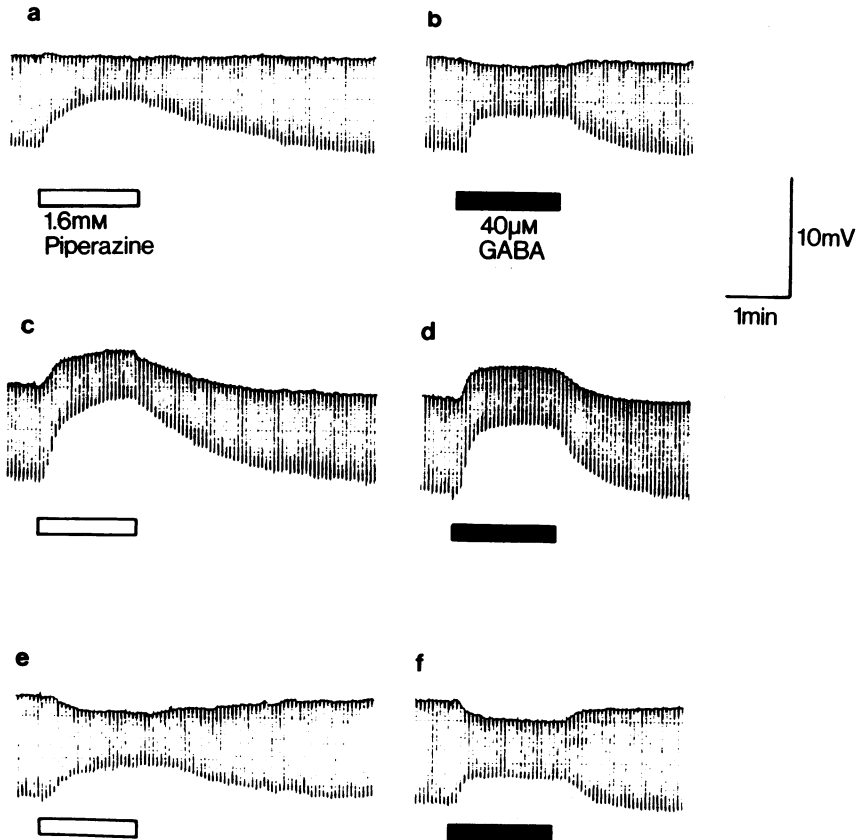 a
b
1.6mM
Piperazine
40μM
GABA
10mV
1min
c
d
e
f